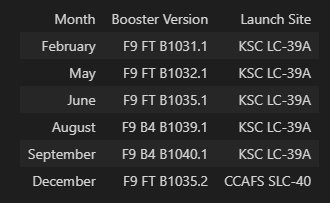 Month Booster Version Launch Site
February F9 FT B1031.1 KSC LC-39A
May F9 FT B1032.1 KSC LC-39A
June F9 FT B1035.1 KSC LC-39A
August F9 B4 B1039.1 KSC LC-39A
September F9 B4 B1040.1 KSC LC-39A
December F9 FT B1035.2 CCAFS SLC-40